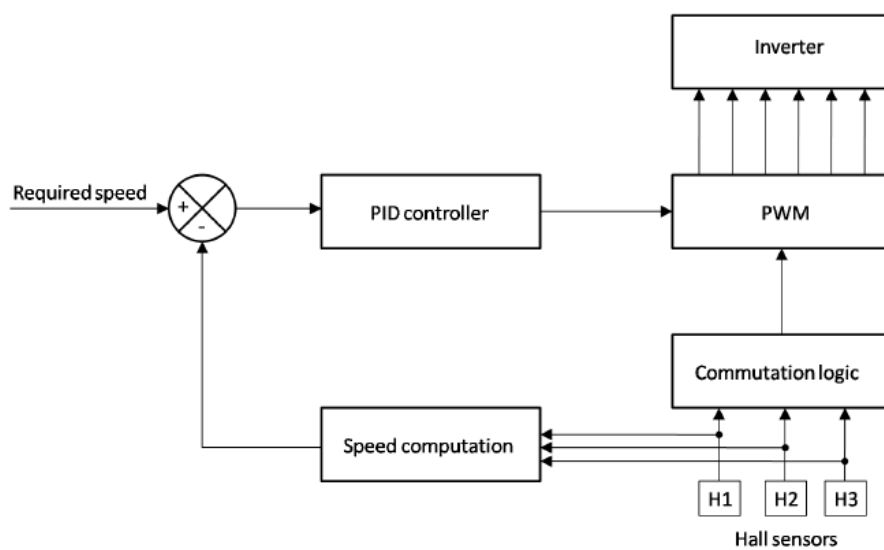 Inverter
Required speed
+
-
PID controller
PWM
Commutation logic
Speed computation
H1
H2
H3
Hall sensors